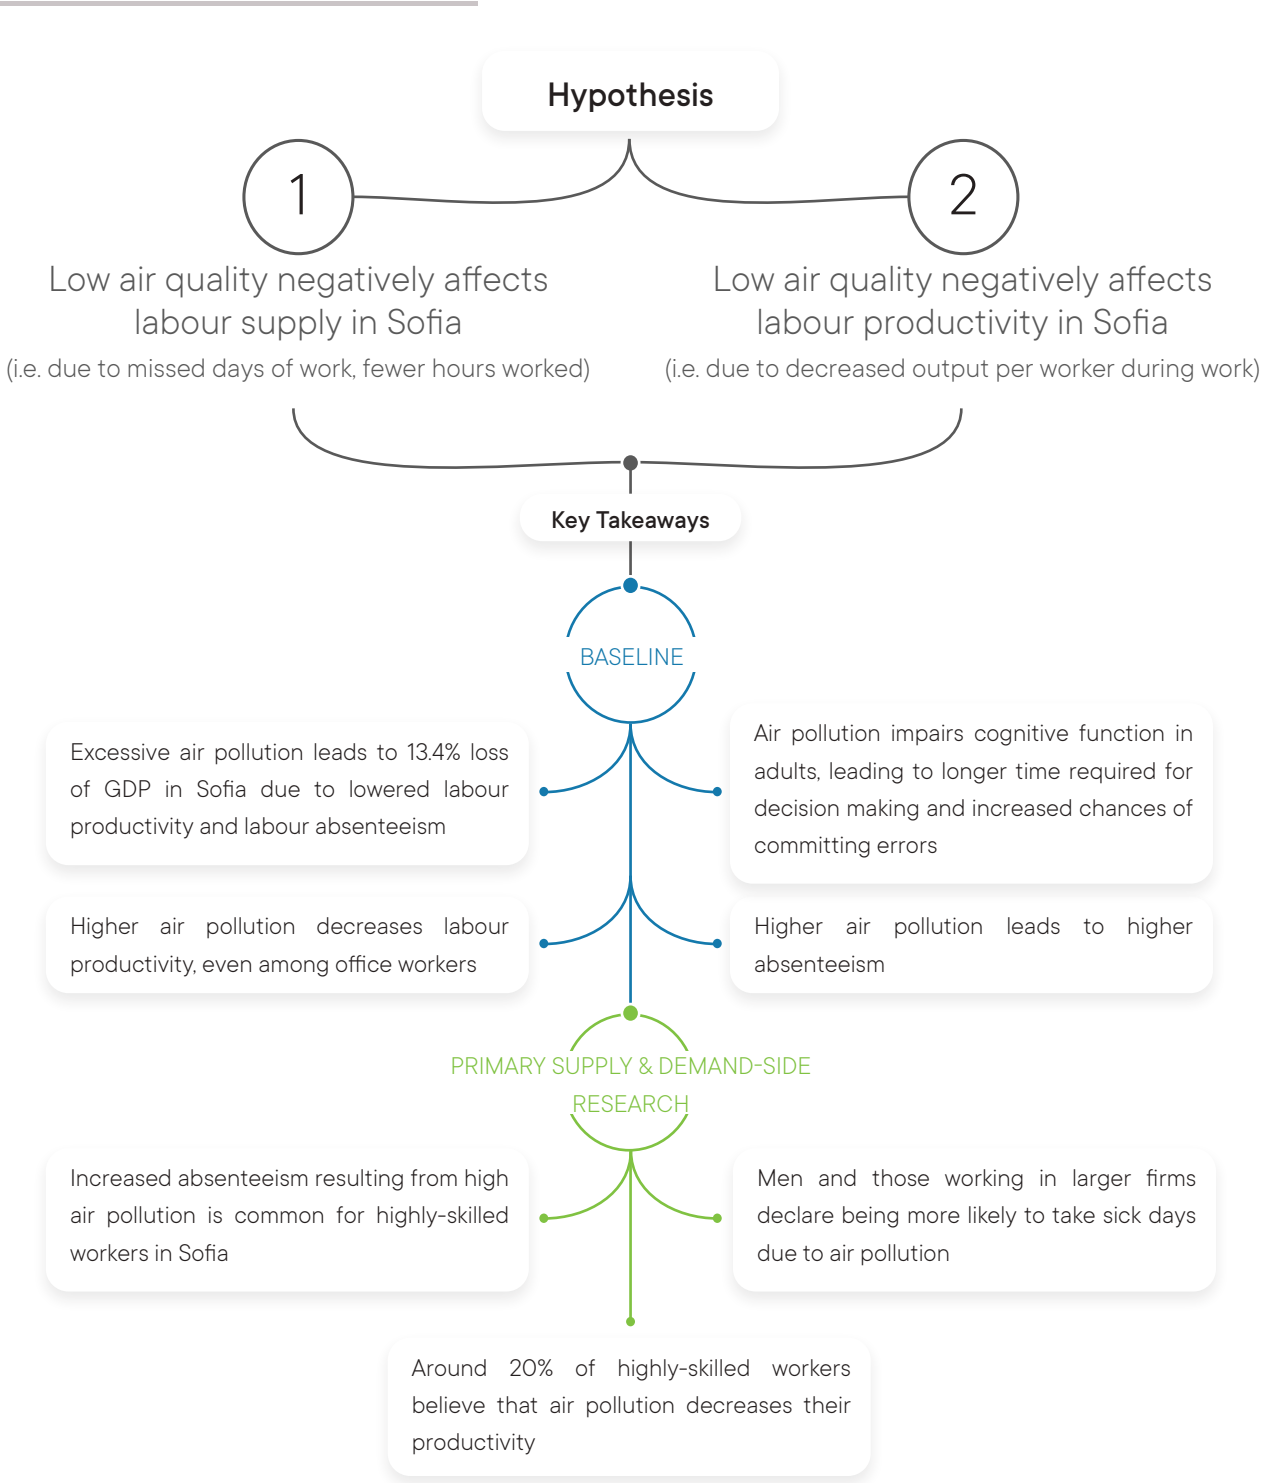 Hypothesis
1
Low air quality negatively affects
labour supply in Sofia
(i.e. due to missed days of work, fewer hours worked)
2
Low air quality negatively affects
labour productivity in Sofia
(i.e. due to decreased output per worker during work)
Key Takeaways
BASELINE
Excessive air pollution leads to 13.4% loss
of GDP in Sofia due to lowered labour
productivity and labour absenteeism
Air pollution impairs cognitive function in
adults, leading to longer time required for
decision making and increased chances of
committing errors
Higher air pollution decreases labour
productivity, even among office workers
Higher air pollution leads to higher
absenteeism
PRIMARY SUPPLY & DEMAND-SIDE
RESEARCH
Increased absenteeism resulting from high
air pollution is common for highly-skilled
workers in Sofia
Men and those working in larger firms
declare being more likely to take sick days
due to air pollution
Around 20% of highly-skilled workers
believe that air pollution decreases their
productivity